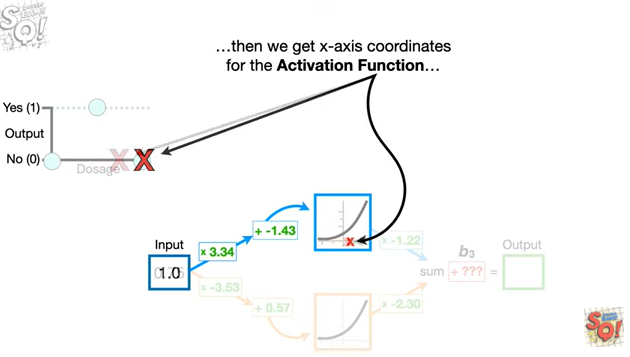 …then we get x-axis coordinates
for the Activation Function…
Yes (1)
Output
No (0)
Dosage
X X
x
+ -1.43
x 3.34
Input
1.0
x -3.53
+ 0.57
x -1.22
b3
Output
sum + ??? =
x -2.30
SQ!